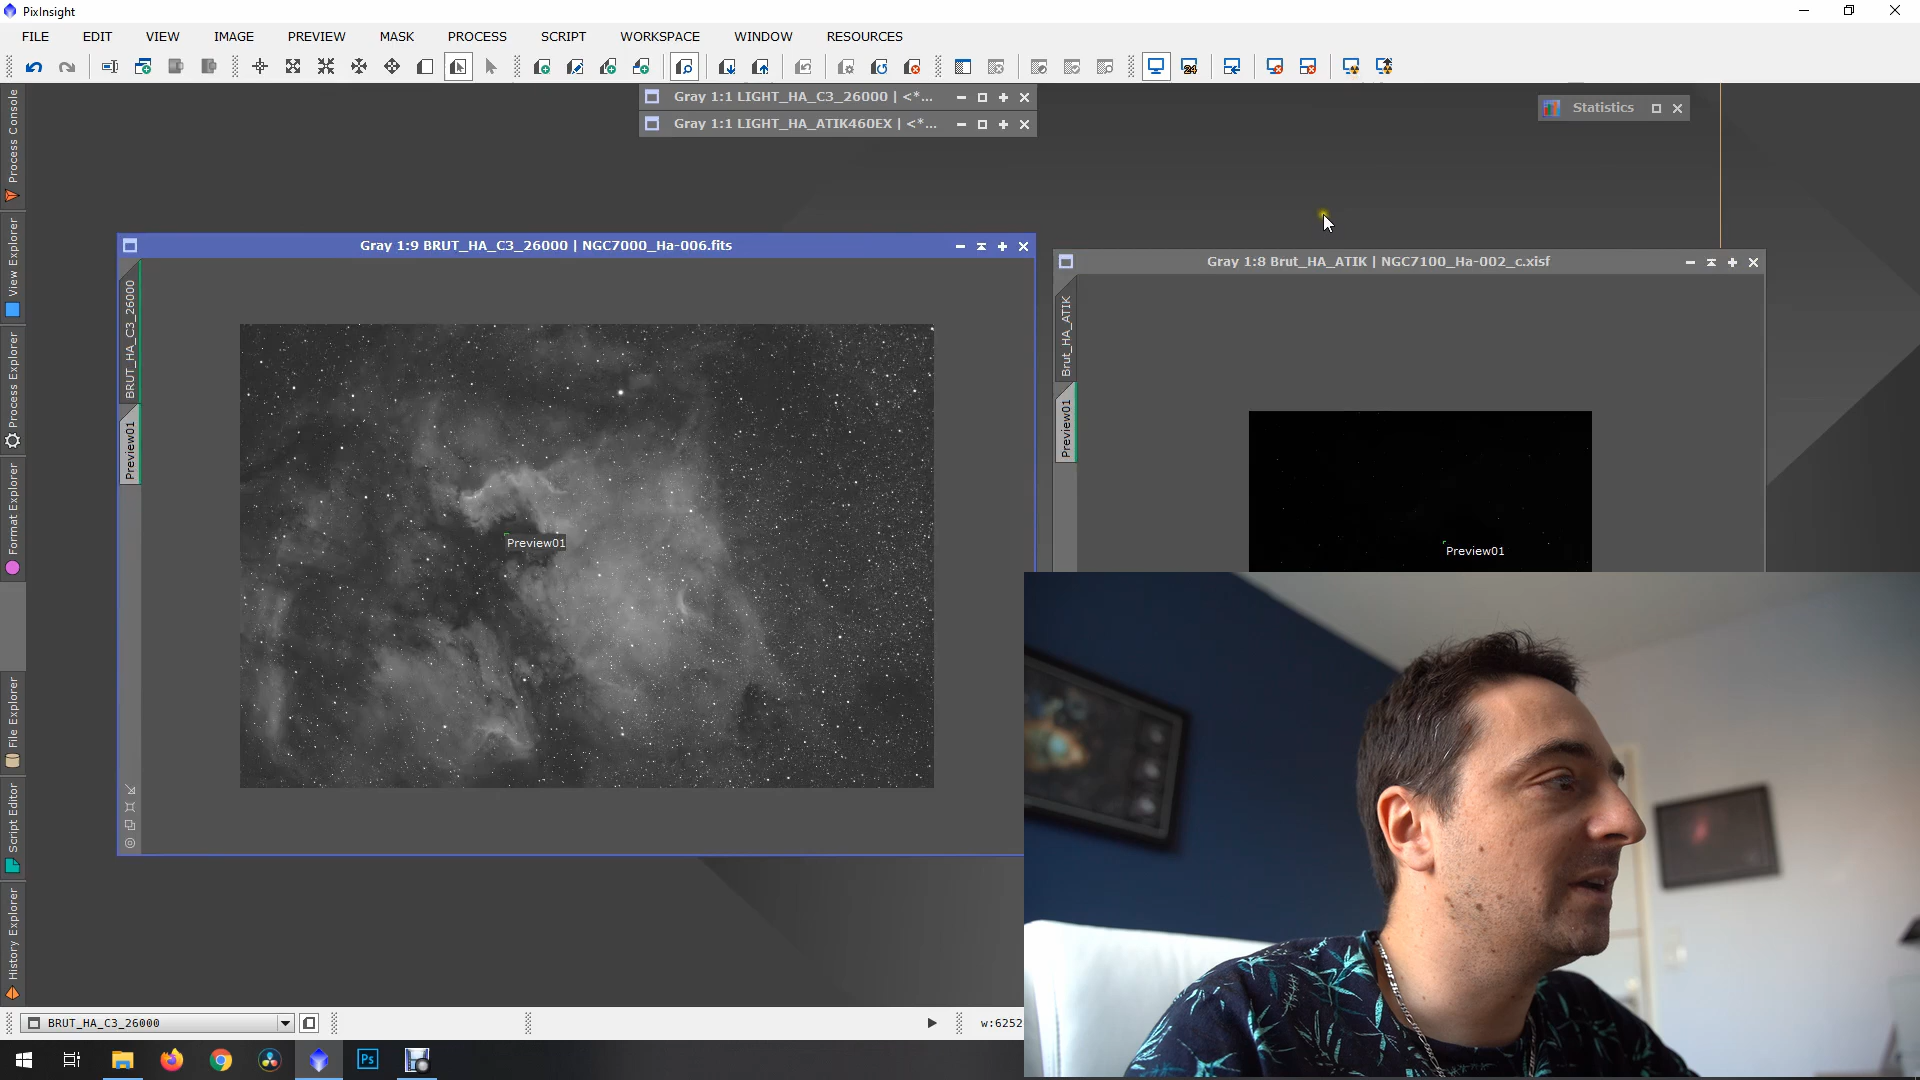 PixInsight
FILE EDIT VIEW IMAGE PREVIEW MASK PROCESS SCRIPT WORKSPACE WINDOW RESOURCES
24
Gray 1:1 LIGHT_HA_C3_26000 | <*...
Gray 1:1 LIGHT_HA_ATIK460EX | <*...
Statistics
Process Console
View Explorer
Process Explorer
Format Explorer
File Explorer
Script Editor
History Explorer
Gray 1:9 BRUT_HA_C3_26000 | NGC7000_Ha-006.fits
BRUT_HA_C3_26000
Preview01
Preview01
Gray 1:8 Brut_HA_ATIK | NGC7100_Ha-002_c.xisf
Brut_HA_ATIK
Preview01
Preview01
BRUT_HA_C3_26000
w:6252
Ps